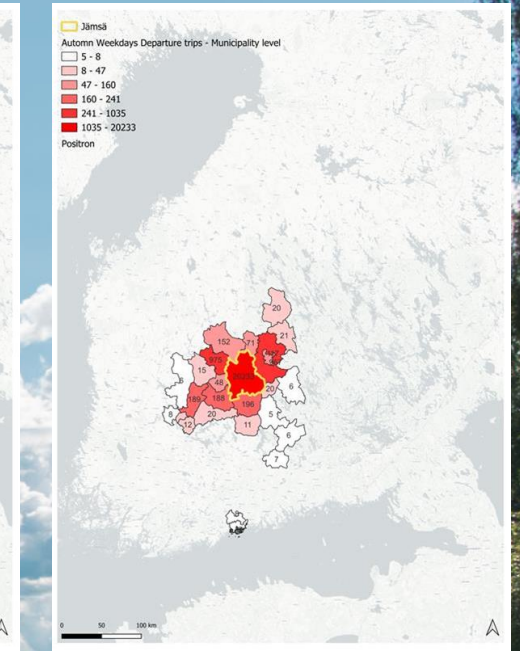 Jämsä
Automn Weekdays Departure trips - Municipality level
5 - 8
8 - 47
47 - 160
160 - 241
241 - 1035
1035 - 20233
Positron
20
21
152
71
975
15
48
20
6
189
188
196
8
20
5
12
11
6
7
0 50 100 km